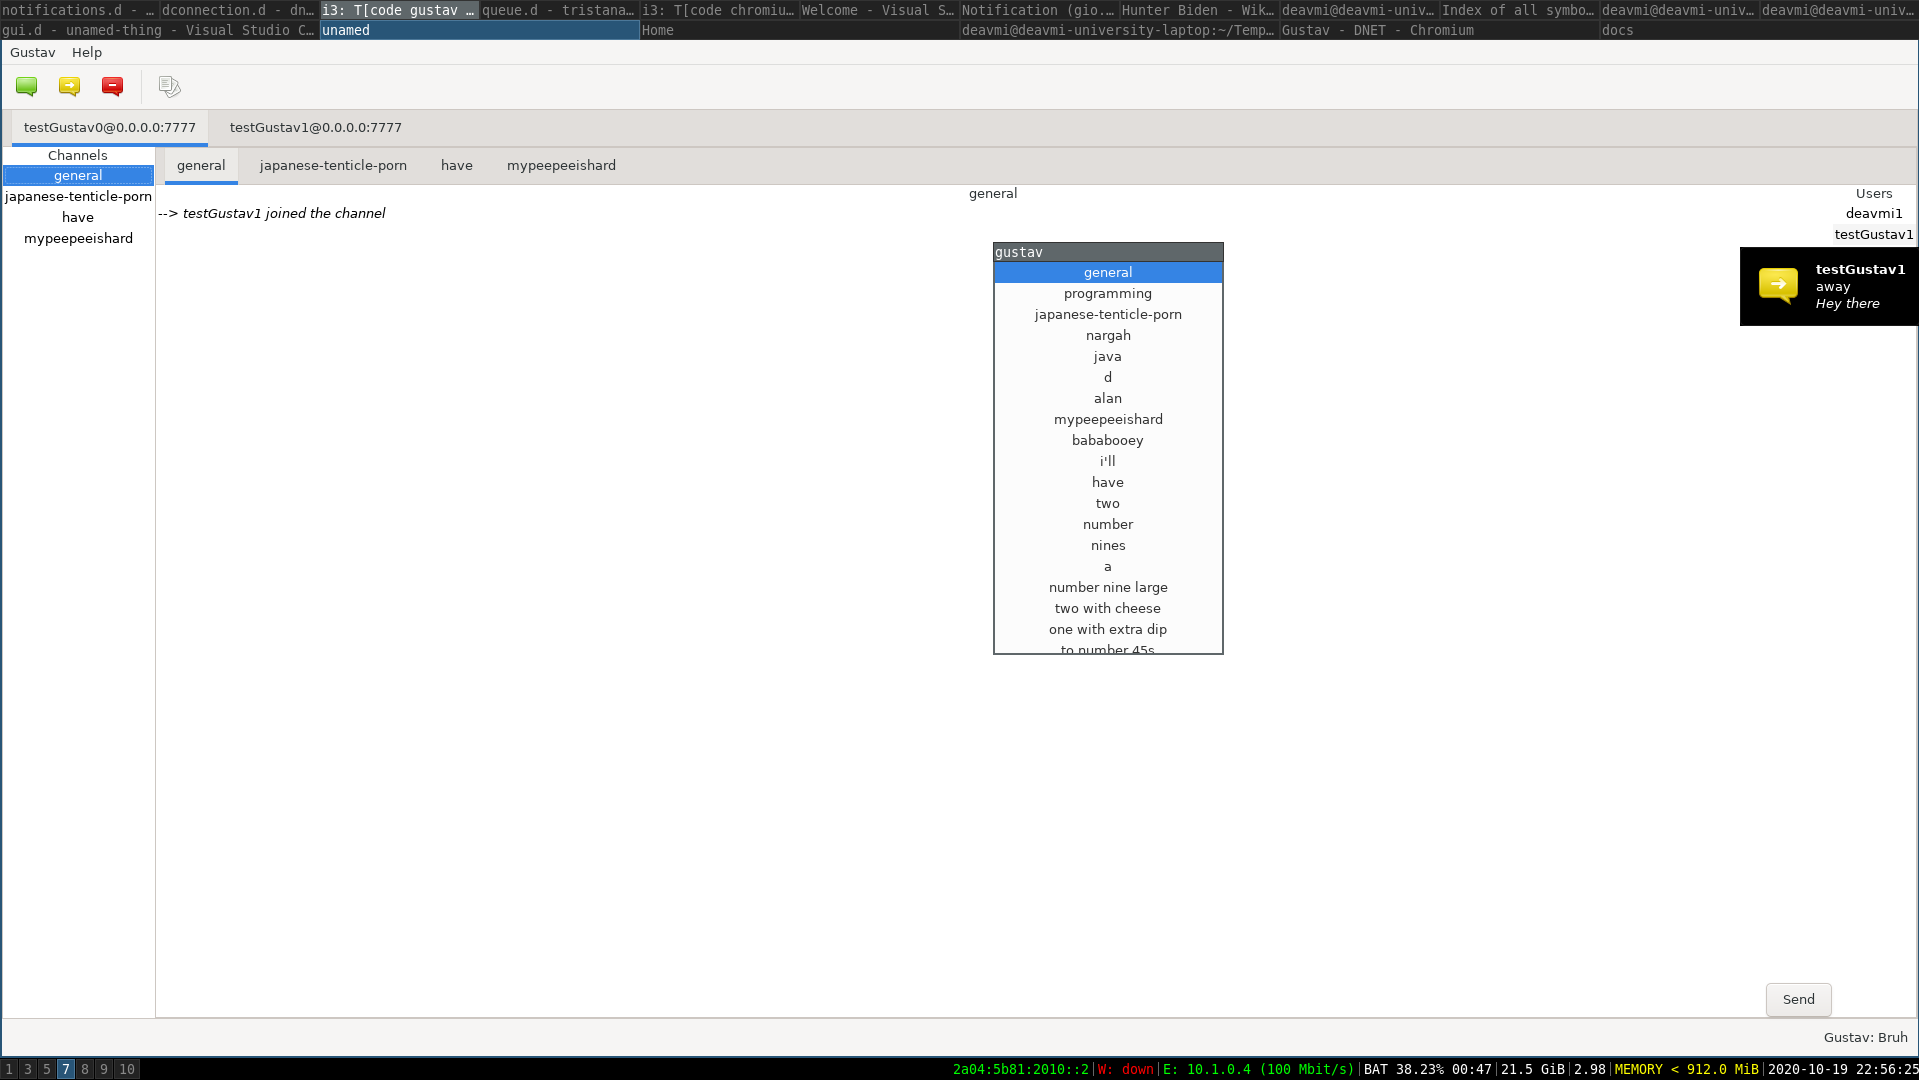 notifications.d - … dconnection.d - dn… i3: T[code gustav … queue.d - tristana… i3: T[code chromiu… Welcome - Visual S… Notification (gio.… Hunter Biden - Wik… deavmi@deavmi-univ… Index of all symbo… deavmi@deavmi-univ… deavmi@deavmi-univ…
gui.d - unamed-thing - Visual Studio C… unamed Home deavmi@deavmi-university-laptop:~/Temp… Gustav - DNET - Chromium docs
Gustav Help
testGustav0@0.0.0.0:7777 testGustav1@0.0.0.0:7777
Channels
general
japanese-tenticle-porn
have
mypeepeeishard
general japanese-tenticle-porn have mypeepeeishard
general
--> testGustav1 joined the channel
Users
deavmi1
testGustav1
gustav
general
programming
japanese-tenticle-porn
nargah
java
d
alan
mypeepeeishard
bababooey
i'll
have
two
number
nines
a
number nine large
two with cheese
one with extra dip
to number 45s
testGustav1
away
Hey there
Send
Gustav: Bruh
1 3 5 7 8 9 10
2a04:5b81:2010::2|W: down|E: 10.1.0.4 (100 Mbit/s)|BAT 38.23% 00:47|21.5 GiB|2.98|MEMORY < 912.0 MiB|2020-10-19 22:56:25